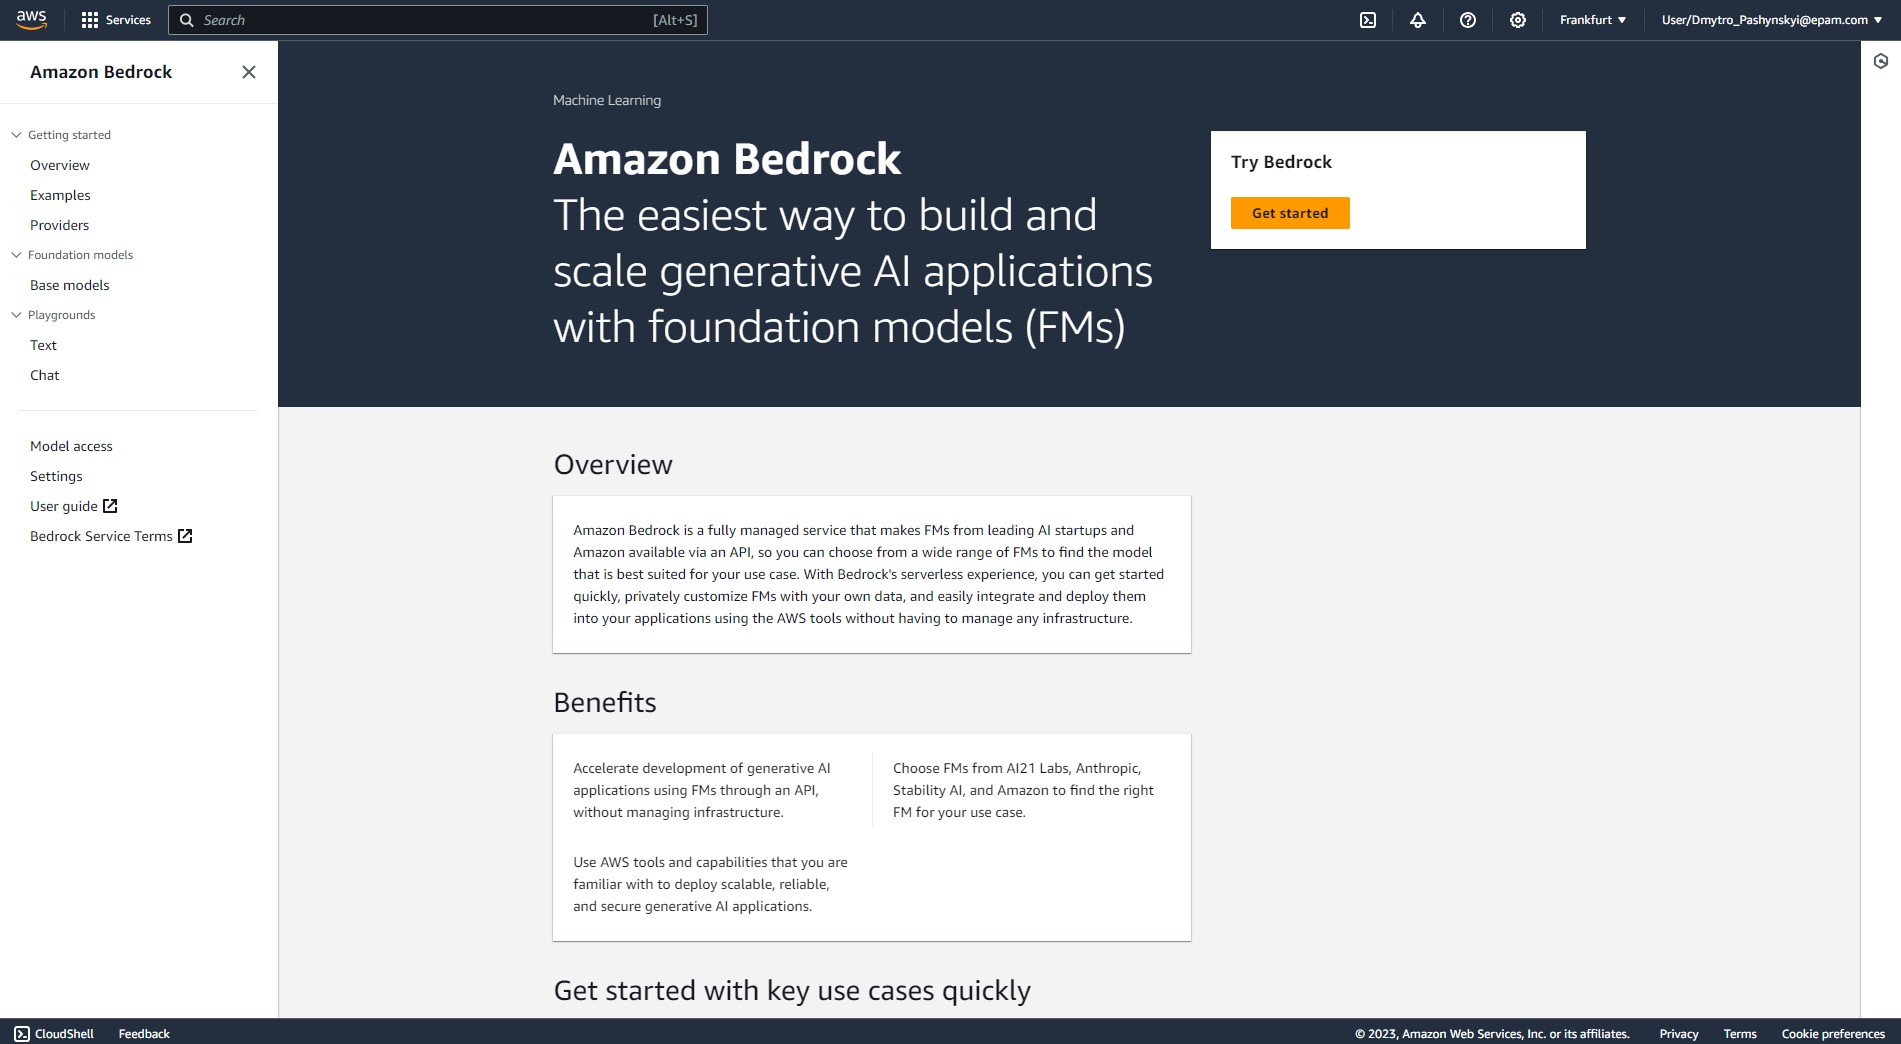 aws
Services
Search [Alt+S]
Frankfurt
User/Dmytro_Pashynskyi@epam.com
Amazon Bedrock
Getting started
Overview
Examples
Providers
Foundation models
Base models
Playgrounds
Text
Chat
Model access
Settings
User guide
Bedrock Service Terms
Machine Learning
Amazon Bedrock
The easiest way to build and
scale generative AI applications
with foundation models (FMs)
Try Bedrock
Get started
Overview
Amazon Bedrock is a fully managed service that makes FMs from leading AI startups and
Amazon available via an API, so you can choose from a wide range of FMs to find the model
that is best suited for your use case. With Bedrock's serverless experience, you can get started
quickly, privately customize FMs with your own data, and easily integrate and deploy them
into your applications using the AWS tools without having to manage any infrastructure.
Benefits
Accelerate development of generative AI
applications using FMs through an API,
without managing infrastructure.
Choose FMs from AI21 Labs, Anthropic,
Stability AI, and Amazon to find the right
FM for your use case.
Use AWS tools and capabilities that you are
familiar with to deploy scalable, reliable,
and secure generative AI applications.
Get started with key use cases quickly
CloudShell
Feedback
© 2023, Amazon Web Services, Inc. or its affiliates.
Privacy
Terms
Cookie preferences